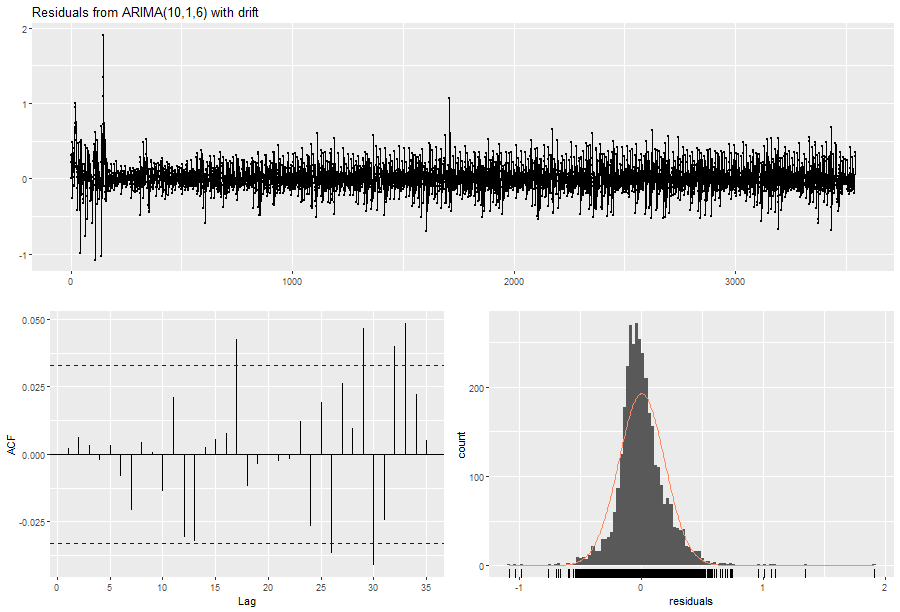 Residuals from ARIMA(10,1,6) with drift
2
1
0
-1
0 1000 2000 3000
0.050
0.025
0.000
-0.025
ACF
0 5 10 15 20 25 30 35
Lag
200
100
0
count
-1 0 1 2
residuals